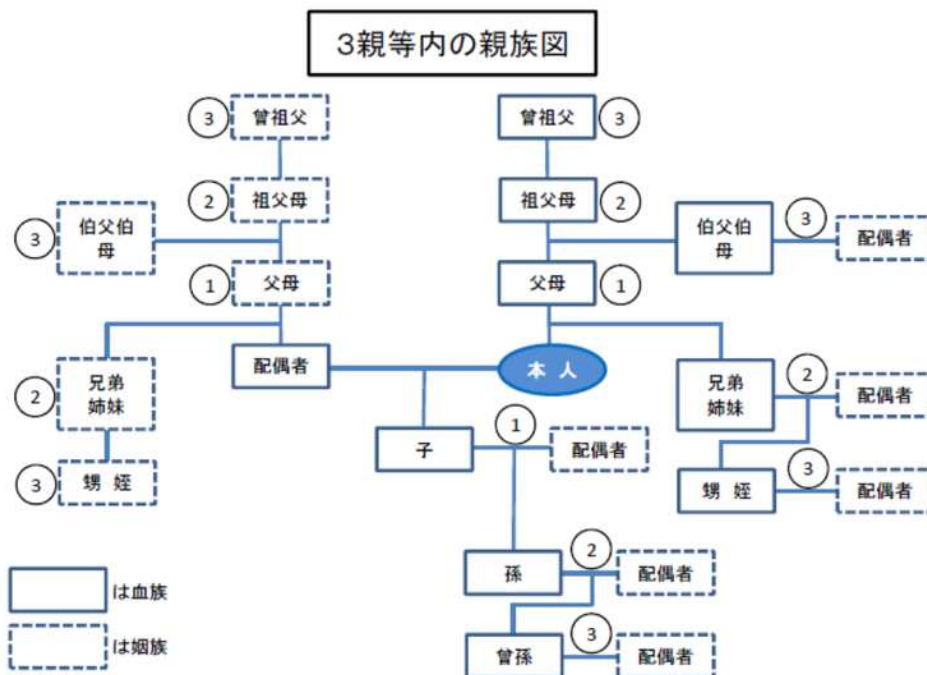 3親等内の親族図
③ 曾祖父
曾祖父 ③
② 祖父母
祖父母 ②
③ 伯父伯
母
伯父伯
母
③
配偶者
① 父母
父母 ①
配偶者
本 人
② 兄弟
姉妹
兄弟
姉妹
②
配偶者
子
①
配偶者
③ 甥 姪
甥 姪
③
配偶者
孫
②
配偶者
は血族
曾孫
③
配偶者
は姻族